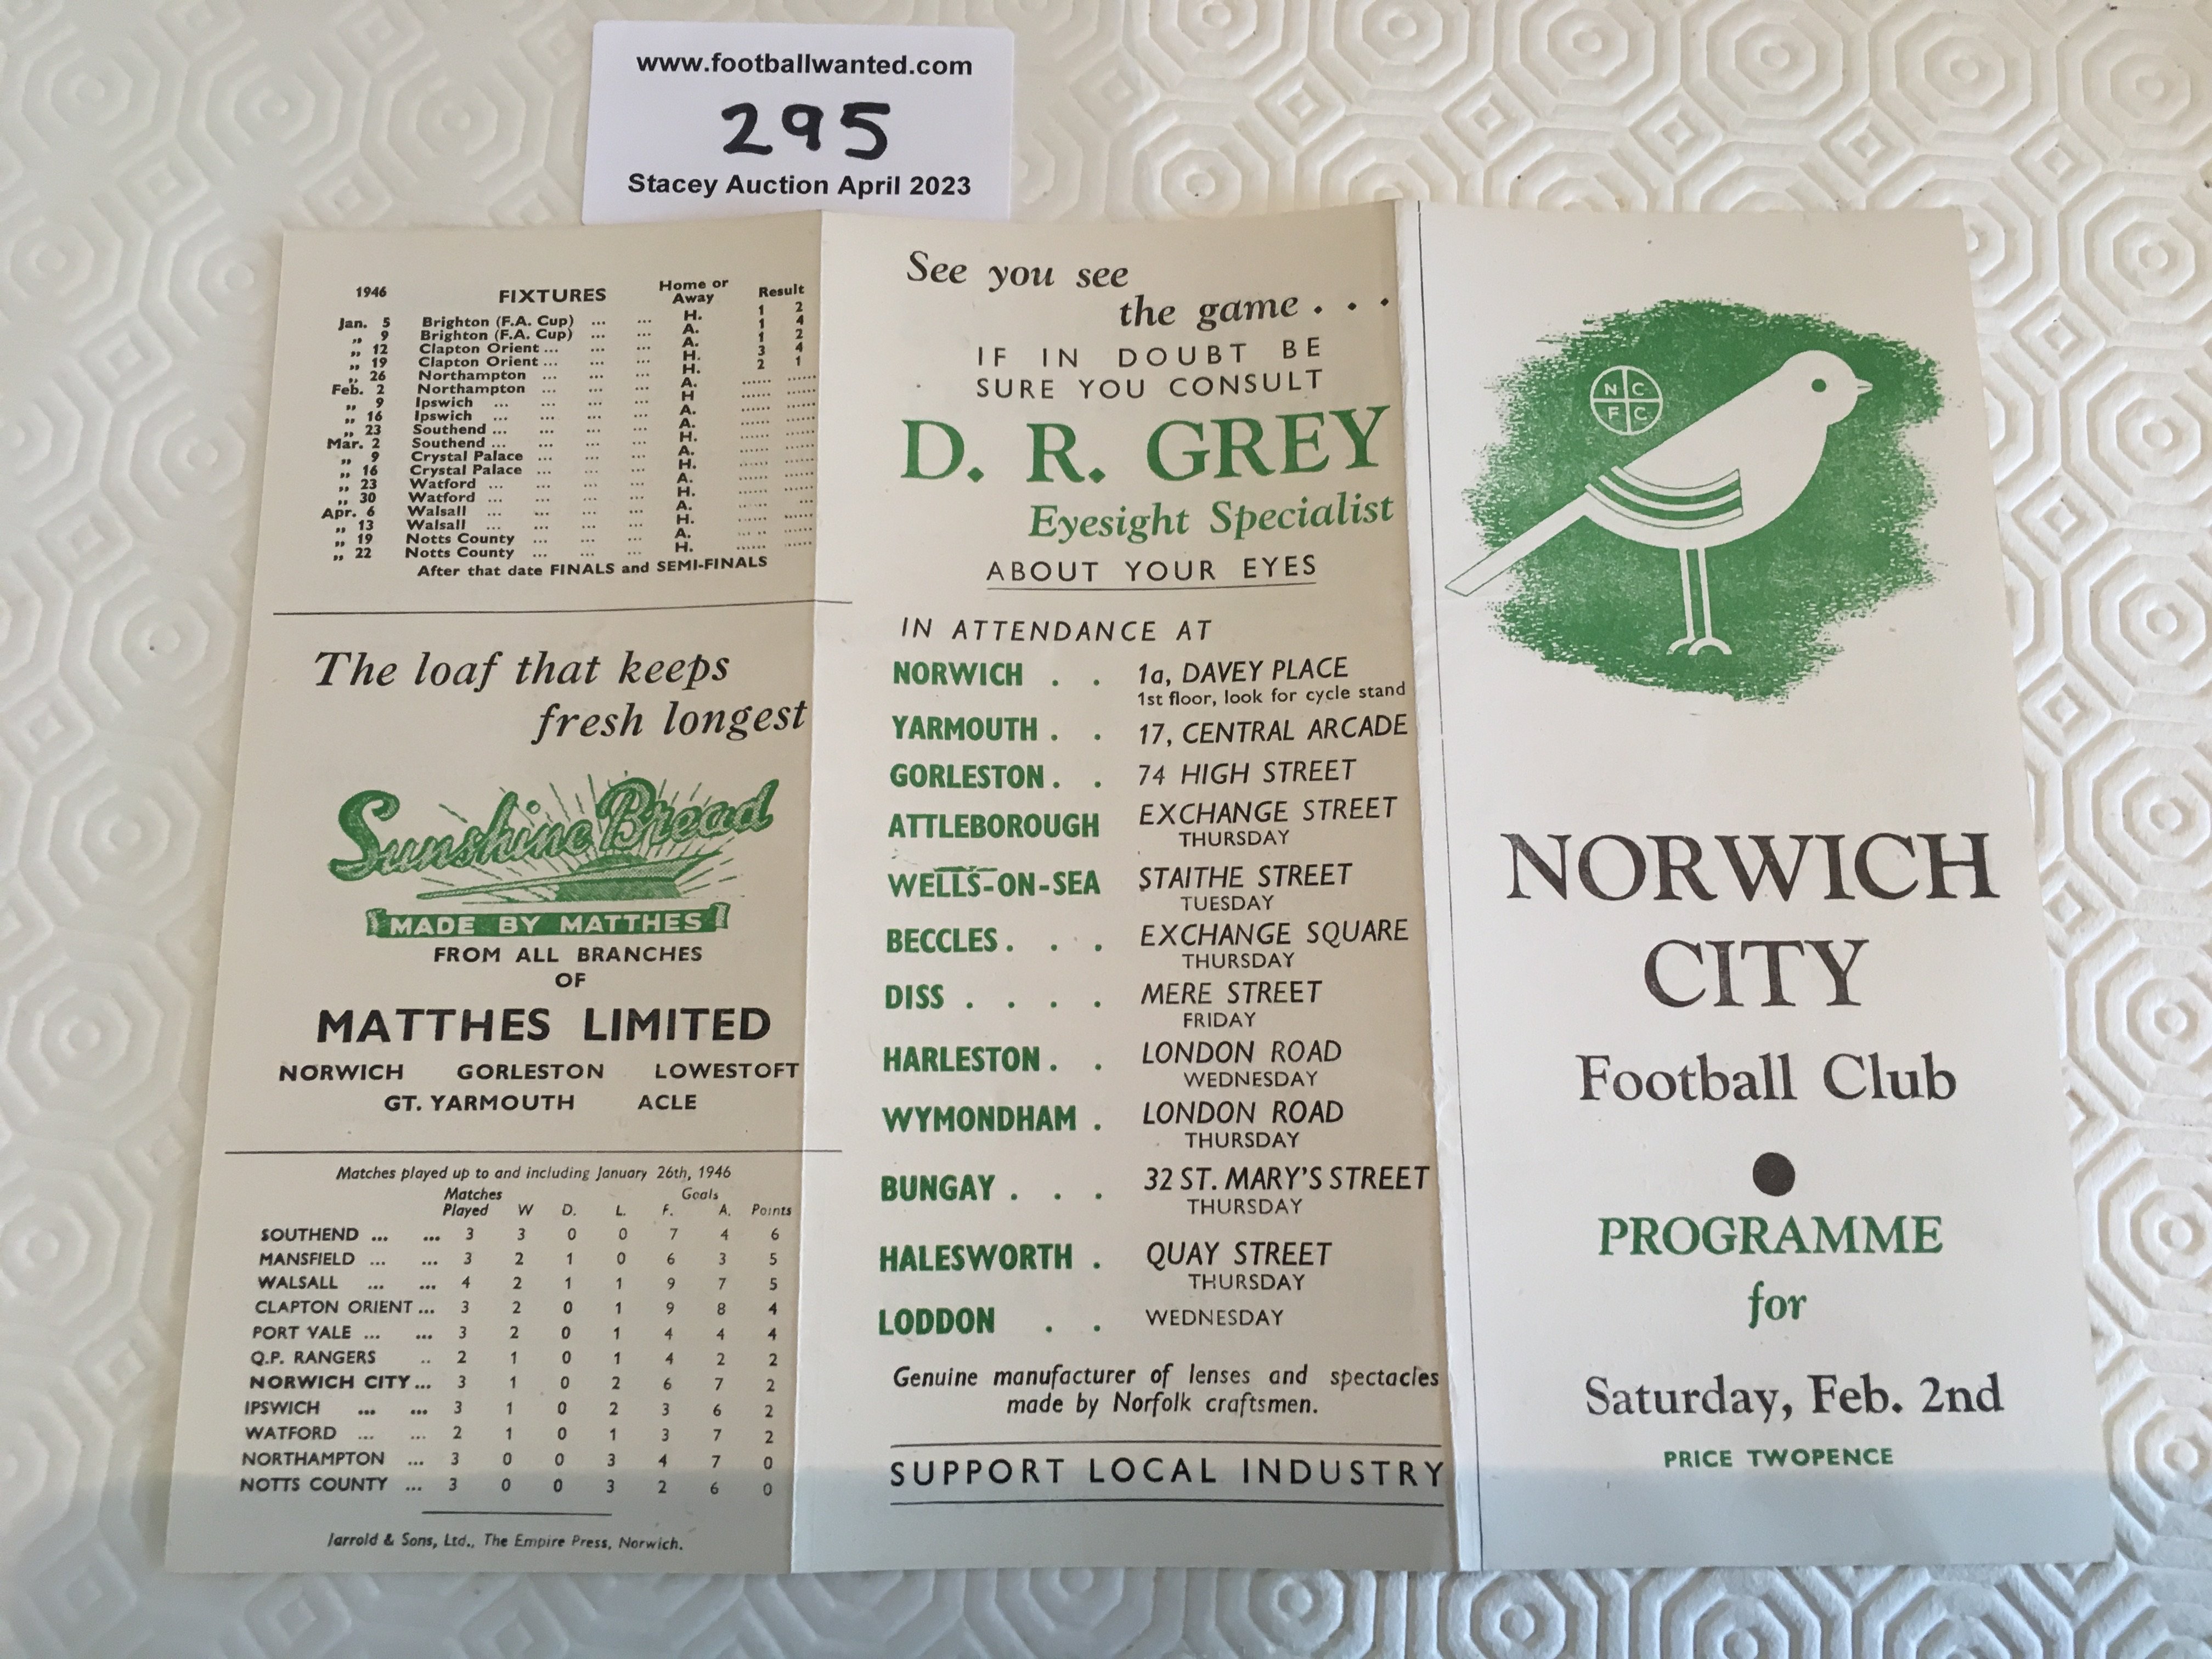 www.footballwanted.com
295
Stacey Auction April 2023
1946 FIXTURES Home or Away Result
Jan. 5 Brighton (F.A. Cup) ... ... H. 1 2
„ 9 Brighton (F.A. Cup) ... ... A. 1 4
„ 12 Clapton Orient ... ... ... A. 1 2
„ 19 Clapton Orient ... ... ... H. 3 4
„ 26 Northampton ... ... ... H. 2 1
Feb. 2 Northampton ... ... ... A. ...... ......
„ 9 Ipswich ... ... ... H ...... ......
„ 16 Ipswich ... ... ... A. ...... ......
„ 23 Southend ... ... ... A. ...... ......
Mar. 2 Southend ... ... ... H. ...... ......
„ 9 Crystal Palace ... ... ... A. ...... ......
„ 16 Crystal Palace ... ... ... H. ...... ......
„ 23 Watford ... ... ... A. ...... ......
„ 30 Watford ... ... ... H. ...... ...
Apr. 6 Walsall ... ... ... A. ...... ......
„ 13 Walsall ... ... ... H. ...... ......
„ 19 Notts County ... ... ... A. ... .. ......
„ 22 Notts County ... ... ... H. ...... ......
After that date FINALS and SEMI-FINALS
The loaf that keeps
fresh longest
Sunshine Bread
MADE BY MATTHES
FROM ALL BRANCHES
OF
MATTHES LIMITED
NORWICH GORLESTON LOWESTOFT
GT. YARMOUTH ACLE
Matches played up to and including January 26th, 1946
Matches Goals
Played W D. L. F. A. Points
SOUTHEND ... ... 3 3 0 0 7 4 6
MANSFIELD ... ... 3 2 1 0 6 3 5
WALSALL ... ... 4 2 1 1 9 7 5
CLAPTON ORIENT ... 3 2 0 1 9 8 4
PORT VALE ... ... 3 2 0 1 4 4 4
Q.P. RANGERS .. 2 1 0 1 4 2 2
NORWICH CITY ... 3 1 0 2 6 7 2
IPSWICH ... ... 3 1 0 2 3 6 2
WATFORD ... ... 2 1 0 1 3 7 2
NORTHAMPTON ... 3 0 0 3 4 7 0
NOTTS COUNTY ... 3 0 0 3 2 6 0
Jarrold & Sons, Ltd., The Empire Press, Norwich.
See you see
the game . . .
IF IN DOUBT BE
SURE YOU CONSULT
D. R. GREY
Eyesight Specialist
ABOUT YOUR EYES
IN ATTENDANCE AT
NORWICH . . 1a, DAVEY PLACE
1st floor, look for cycle stand
YARMOUTH . . 17, CENTRAL ARCADE
GORLESTON . . 74 HIGH STREET
ATTLEBOROUGH EXCHANGE STREET
THURSDAY
WELLS-ON-SEA STAITHE STREET
TUESDAY
BECCLES . . . EXCHANGE SQUARE
THURSDAY
DISS . . . . MERE STREET
FRIDAY
HARLESTON . . LONDON ROAD
WEDNESDAY
WYMONDHAM . LONDON ROAD
THURSDAY
BUNGAY . . . 32 ST. MARY'S STREET
THURSDAY
HALESWORTH . QUAY STREET
THURSDAY
LODDON . . WEDNESDAY
Genuine manufacturer of lenses and spectacles
made by Norfolk craftsmen.
SUPPORT LOCAL INDUSTRY
N C
F C
NORWICH
CITY
Football Club
PROGRAMME
for
Saturday, Feb. 2nd
PRICE TWOPENCE